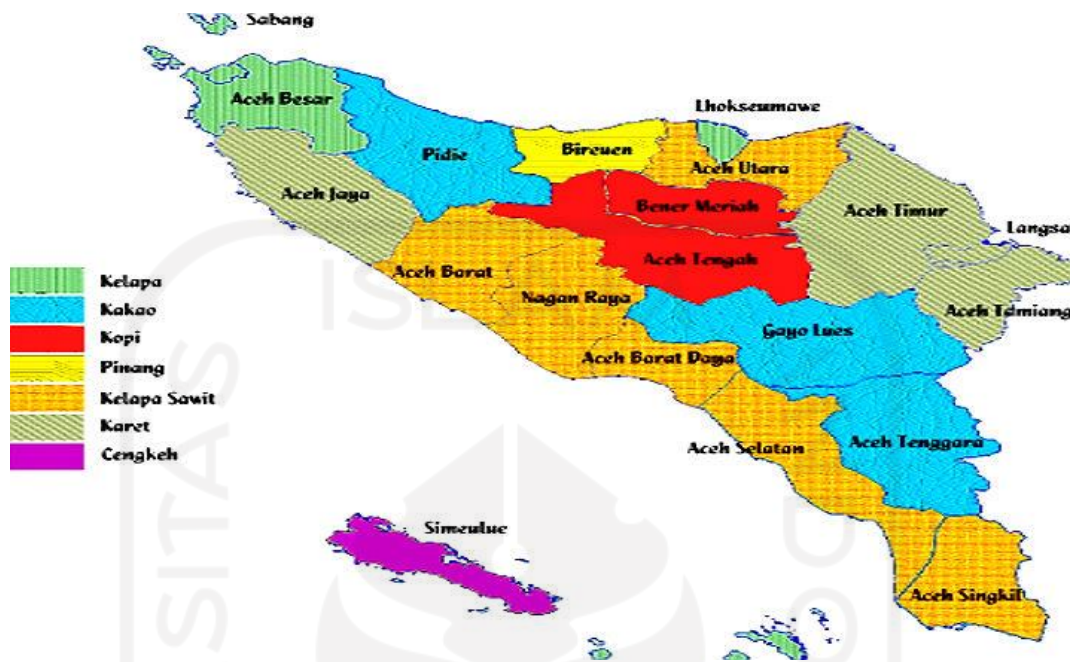 Sabang
Aceh Besar
Lhokseumawe
Pidie
Bireuen
Aceh Utara
Aceh Jaya
Bener Meriah
Aceh Timur
Langsa
Aceh Barat
Aceh Tengah
Nagan Raya
Aceh Tamiang
Gayo Lues
Aceh Barat Daya
Kelapa
Kakao
Kopi
Pinang
Kelapa Sawit
Karet
Cengkeh
Aceh Selatan
Aceh Tenggara
Simeulue
Aceh Singkil
ISL
SITAS